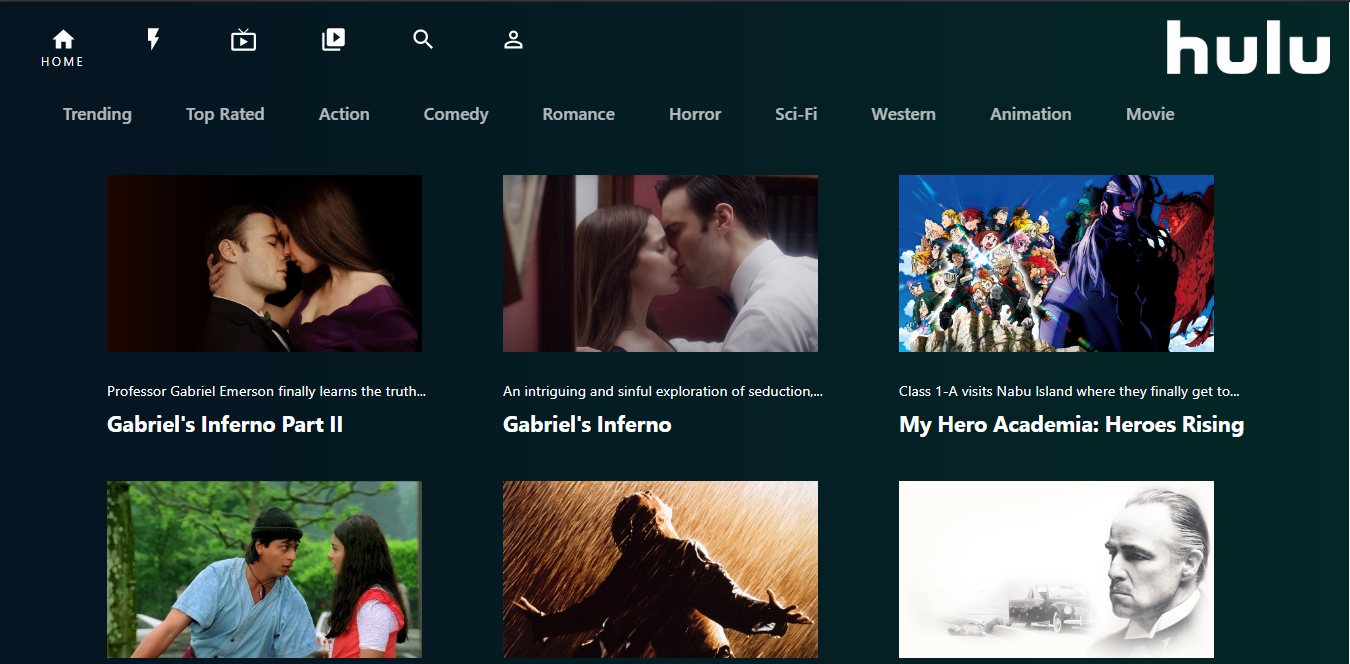 hulu
HOME
Trending Top Rated Action Comedy Romance Horror Sci-Fi Western Animation Movie
Professor Gabriel Emerson finally learns the truth... An intriguing and sinful exploration of seduction,... Class 1-A visits Nabu Island where they finally get to...
Gabriel's Inferno Part II Gabriel's Inferno My Hero Academia: Heroes Rising